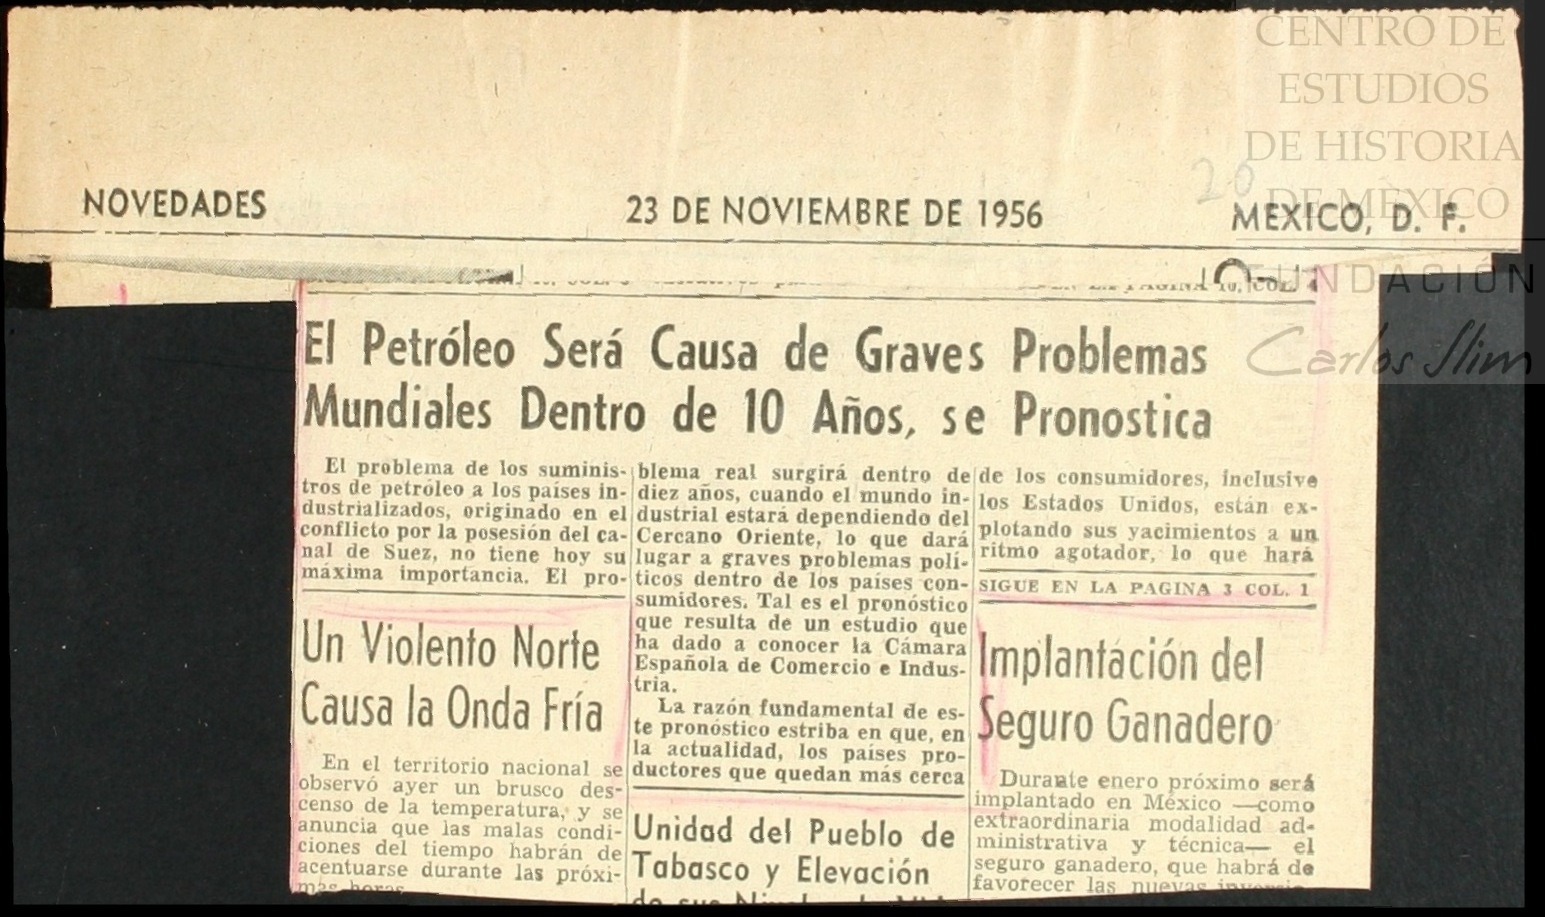 CENTRO DE
ESTUDIOS
DE HISTORIA
DE MÉXICO
FUNDACIÓN
Carlos Slim
20
NOVEDADES 23 DE NOVIEMBRE DE 1956 MEXICO, D. F.
El Petróleo Será Causa de Graves Problemas
Mundiales Dentro de 10 Años, se Pronostica
El problema de los suminis-
tros de petróleo a los países in-
dustrializados, originado en el
conflicto por la posesión del ca-
nal de Suez, no tiene hoy su
máxima importancia. El pro-
blema real surgirá dentro de
diez años, cuando el mundo in-
dustrial estará dependiendo del
Cercano Oriente, lo que dará
lugar a graves problemas polí-
ticos dentro de los países con-
sumidores. Tal es el pronóstico
que resulta de un estudio que
ha dado a conocer la Cámara
Española de Comercio e Indus-
tria.
La razón fundamental de es-
te pronóstico estriba en que, en
la actualidad, los países pro-
ductores que quedan más cerca
de los consumidores, inclusive
los Estados Unidos, están ex-
plotando sus yacimientos a un
ritmo agotador, lo que hará
SIGUE EN LA PAGINA 3 COL. 1
Un Violento Norte
Causa la Onda Fría
En el territorio nacional se
observó ayer un brusco des-
censo de la temperatura, y se
anuncia que las malas condi-
ciones del tiempo habrán de
acentuarse durante las próxi-
mas horas
Unidad del Pueblo de
Tabasco y Elevación
de sus
Implantación del
Seguro Ganadero
Durante enero próximo será
implantado en México —como
extraordinaria modalidad ad-
ministrativa y técnica— el
seguro ganadero, que habrá de
favorecer las nuevas